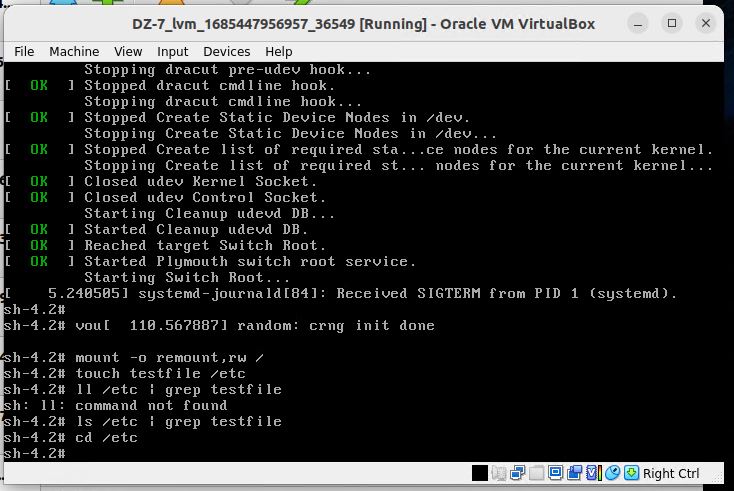 DZ-7_lvm_1685447956957_36549 [Running] - Oracle VM VirtualBox
File Machine View Input Devices Help
Stopping dracut pre-udev hook...
[ OK ] Stopped dracut cmdline hook.
Stopping dracut cmdline hook...
[ OK ] Stopped Create Static Device Nodes in /dev.
Stopping Create Static Device Nodes in /dev...
[ OK ] Stopped Create list of required sta...ce nodes for the current kernel.
Stopping Create list of required st... nodes for the current kernel...
[ OK ] Closed udev Kernel Socket.
[ OK ] Closed udev Control Socket.
Starting Cleanup udevd DB...
[ OK ] Started Cleanup udevd DB.
[ OK ] Reached target Switch Root.
[ OK ] Started Plymouth switch root service.
Starting Switch Root...
[    5.240505] systemd-journald[84]: Received SIGTERM from PID 1 (systemd).
sh-4.2#
sh-4.2# vou[  110.567887] random: crng init done
sh-4.2# mount -o remount,rw /
sh-4.2# touch testfile /etc
sh-4.2# ll /etc | grep testfile
sh: ll: command not found
sh-4.2# ls /etc | grep testfile
sh-4.2# cd /etc
sh-4.2#
Right Ctrl